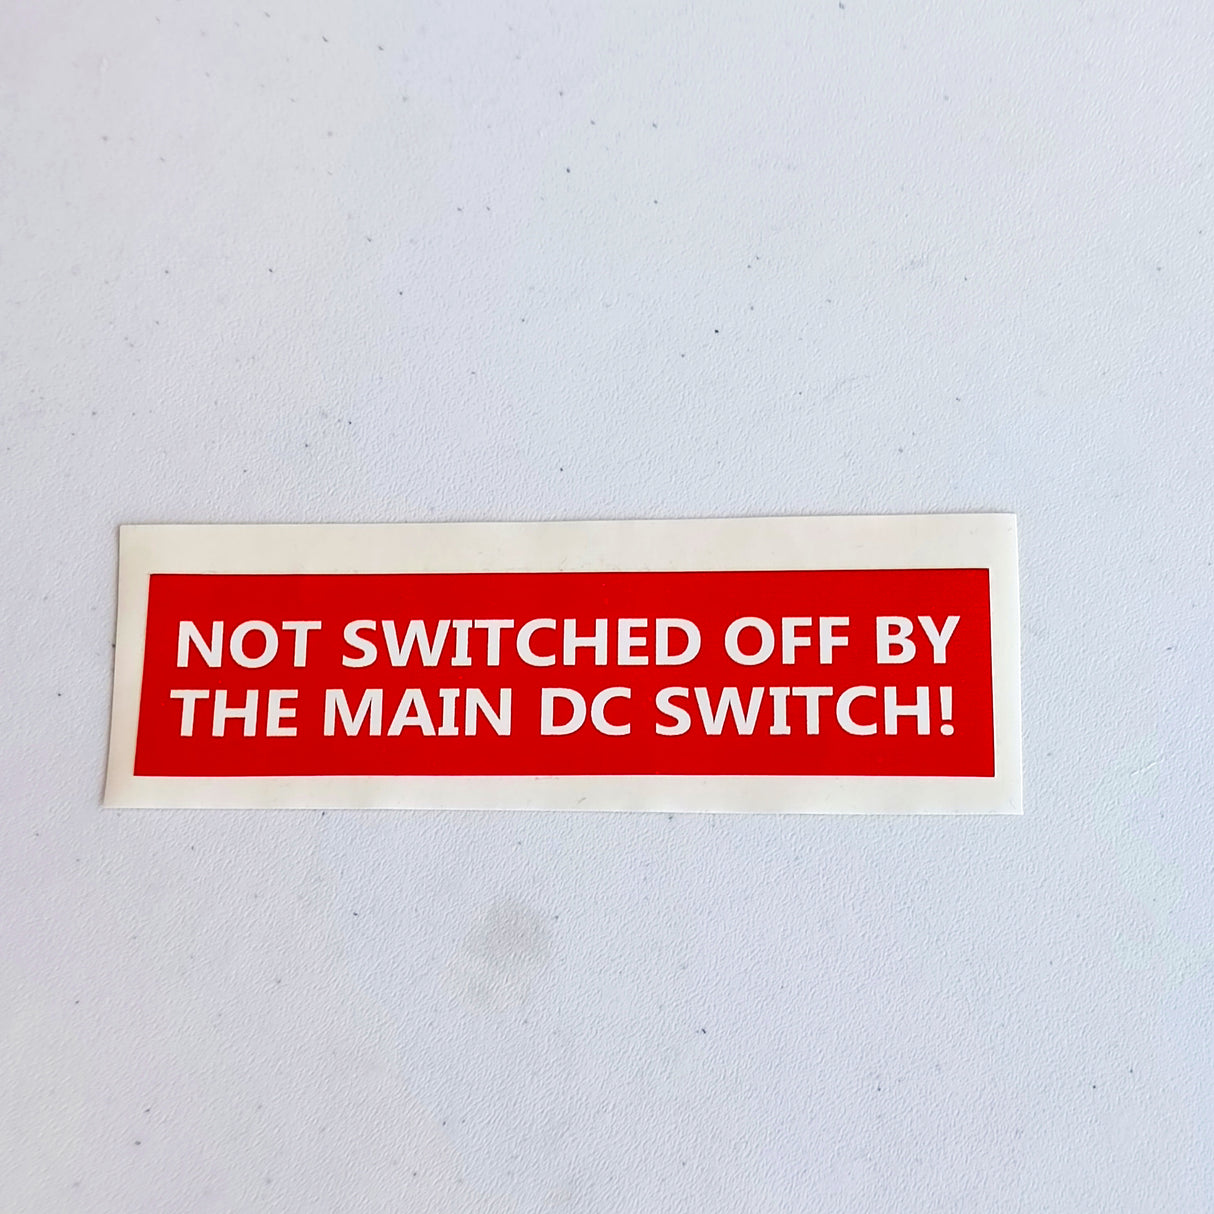 NOT SWITCHED OFF BY
THE MAIN DC SWITCH!